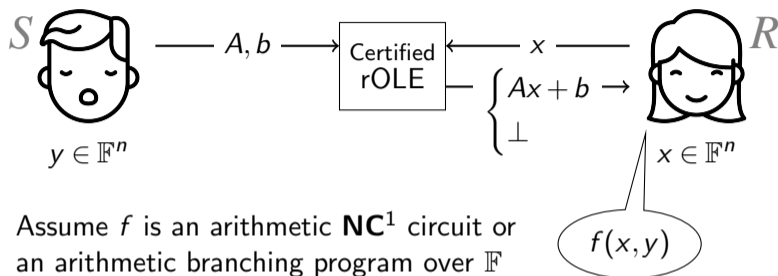 S
A, b
Certified
rOLE
x
R
{ Ax + b
⊥
y ∈ 𝔽ⁿ
x ∈ 𝔽ⁿ
Assume f is an arithmetic NC¹ circuit or
an arithmetic branching program over 𝔽
f(x, y)